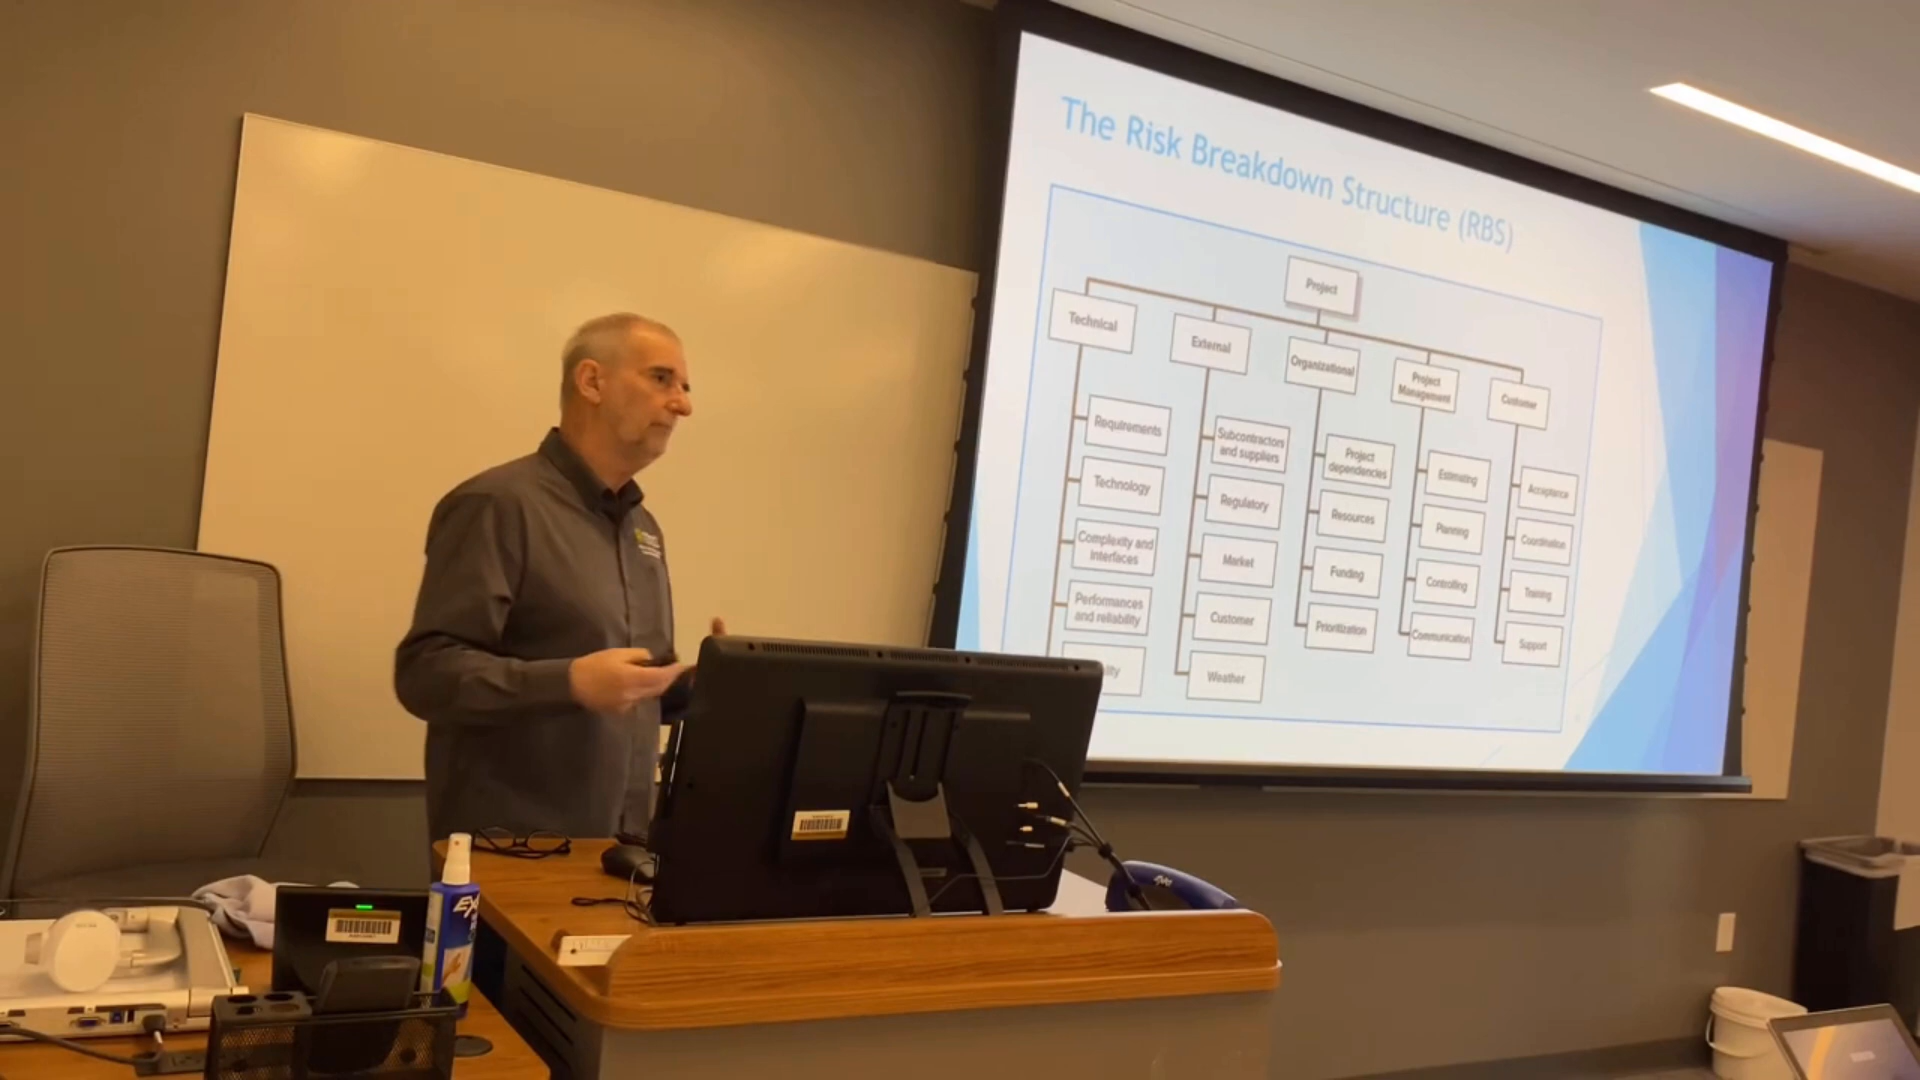 The Risk Breakdown Structure (RBS)
Project
Technical
External
Organizational
Project
Management
Customer
Requirements
Technology
Complexity and
interfaces
Performances
and reliability
lity
Subcontractors
and suppliers
Regulatory
Market
Customer
Weather
Project
dependencies
Resources
Funding
Prioritization
Estimating
Planning
Controlling
Communication
Acceptance
Coordination
Training
Support
EX